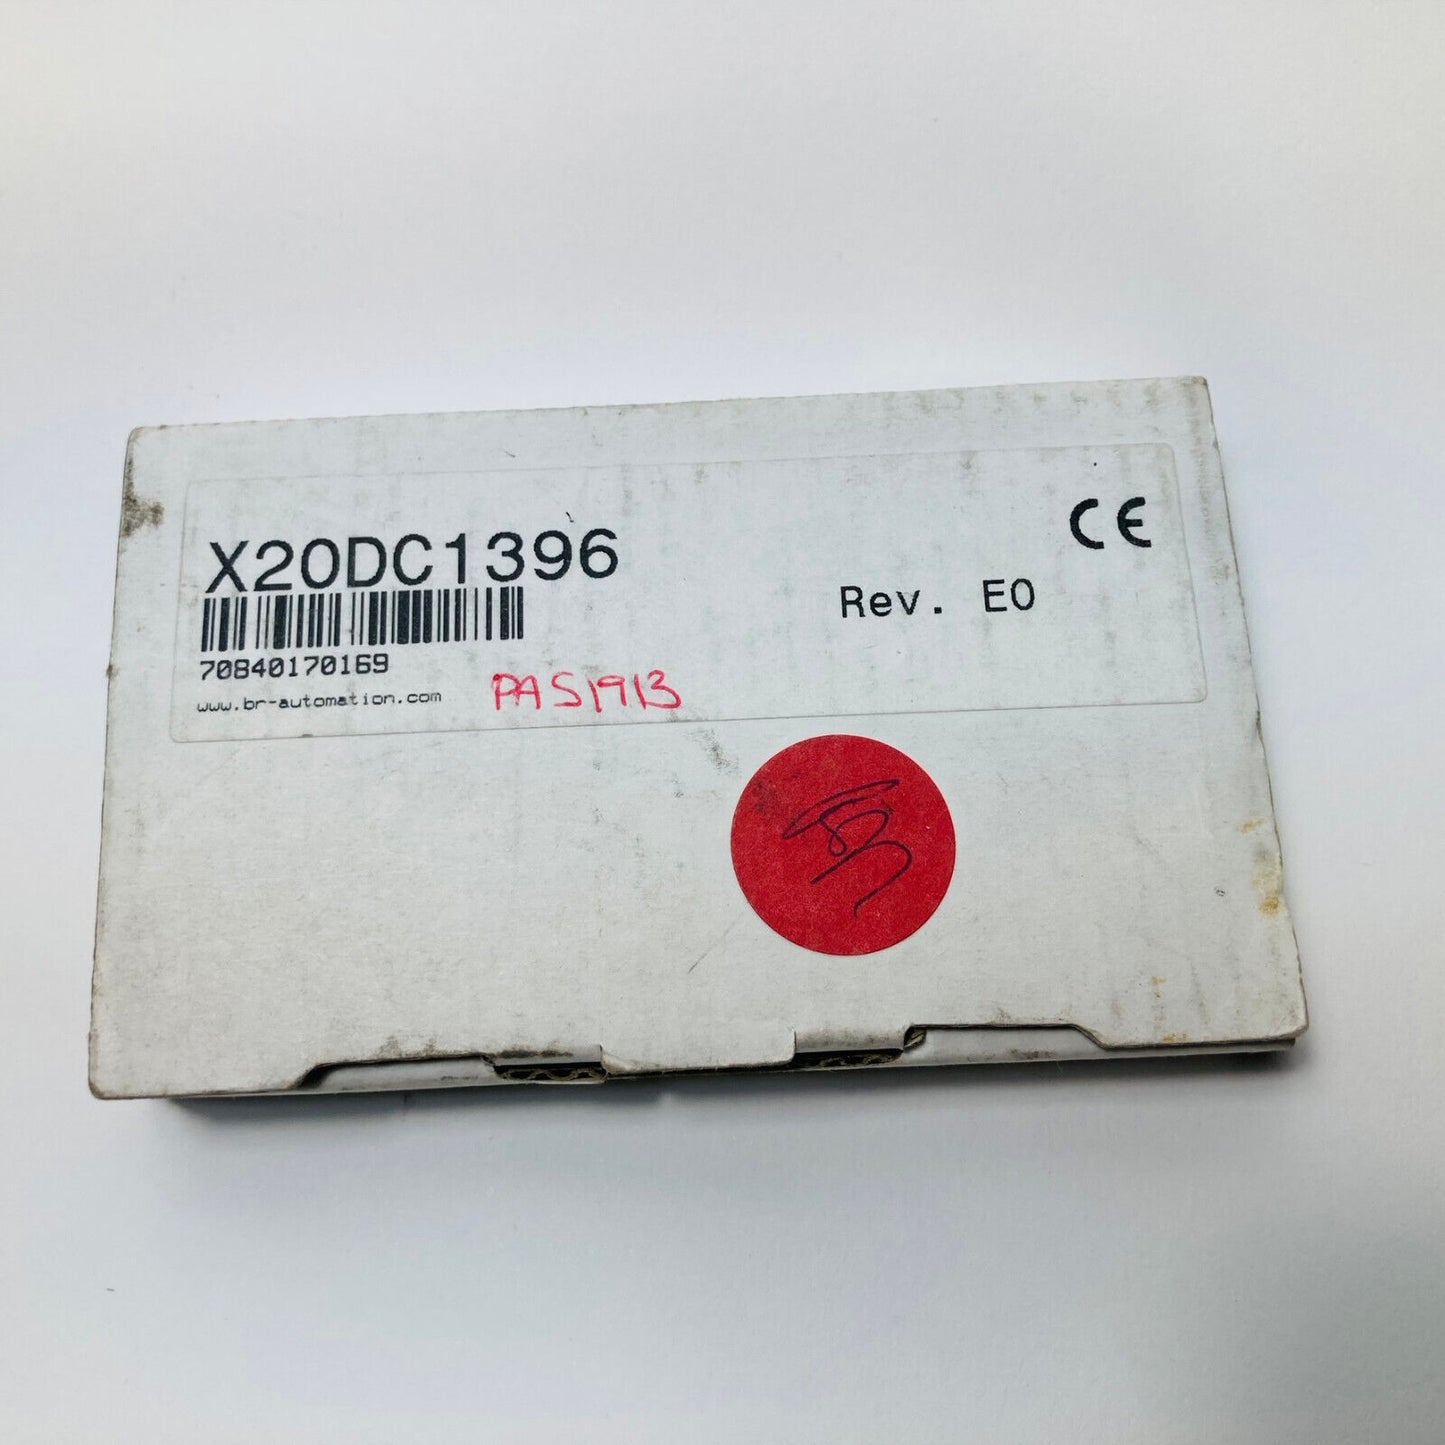 X20DC1396
CE
Rev. E0
70840170169
www.br-automation.com
PAS1913